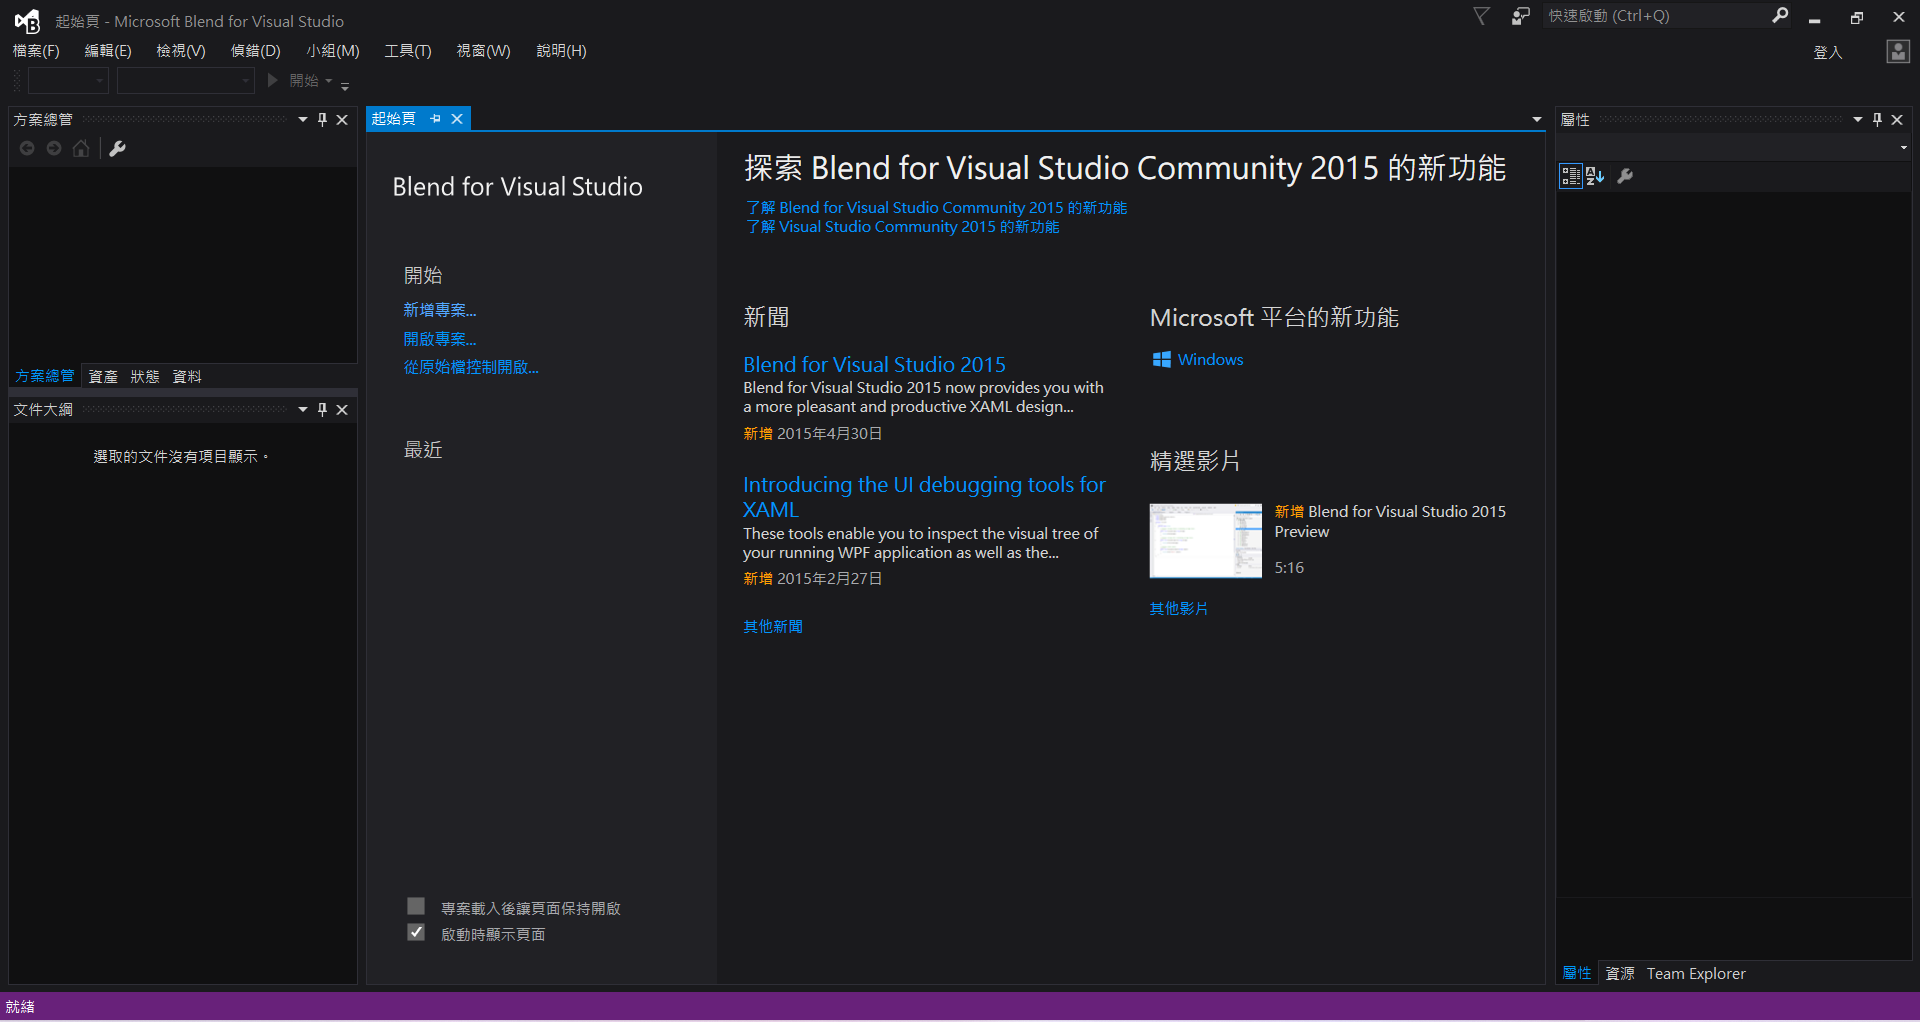 起始頁 - Microsoft Blend for Visual Studio
快速啟動 (Ctrl+Q)
檔案(F) 編輯(E) 檢視(V) 偵錯(D) 小組(M) 工具(T) 視窗(W) 說明(H)
登入
開始
方案總管
方案總管 資產 狀態 資料
文件大綱
選取的文件沒有項目顯示。
起始頁
Blend for Visual Studio
開始
新增專案...
開啟專案...
從原始檔控制開啟...
最近
專案載入後讓頁面保持開啟
啟動時顯示頁面
探索 Blend for Visual Studio Community 2015 的新功能
了解 Blend for Visual Studio Community 2015 的新功能
了解 Visual Studio Community 2015 的新功能
新聞
Blend for Visual Studio 2015
Blend for Visual Studio 2015 now provides you with
a more pleasant and productive XAML design...
新增 2015年4月30日
Introducing the UI debugging tools for
XAML
These tools enable you to inspect the visual tree of
your running WPF application as well as the...
新增 2015年2月27日
其他新聞
Microsoft 平台的新功能
Windows
精選影片
新增 Blend for Visual Studio 2015
Preview
5:16
其他影片
屬性
屬性 資源 Team Explorer
就緒